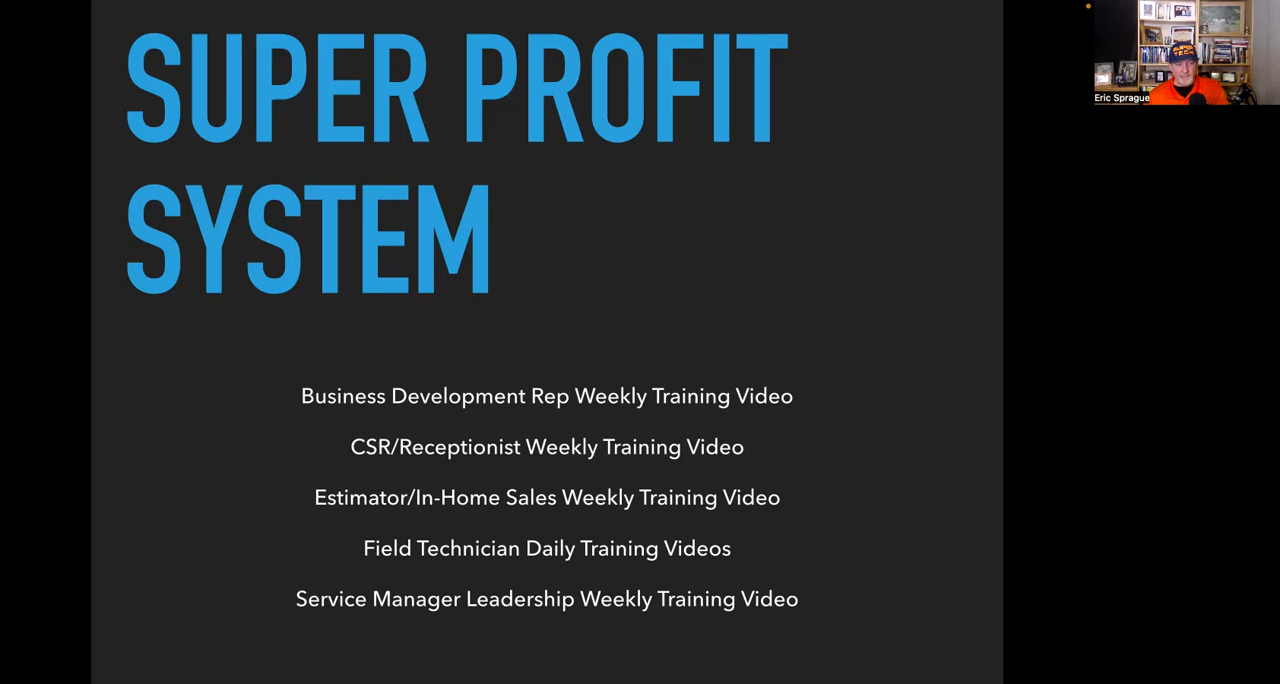 SUPER PROFIT
SYSTEM
Business Development Rep Weekly Training Video
CSR/Receptionist Weekly Training Video
Estimator/In-Home Sales Weekly Training Video
Field Technician Daily Training Videos
Service Manager Leadership Weekly Training Video
Eric Sprague